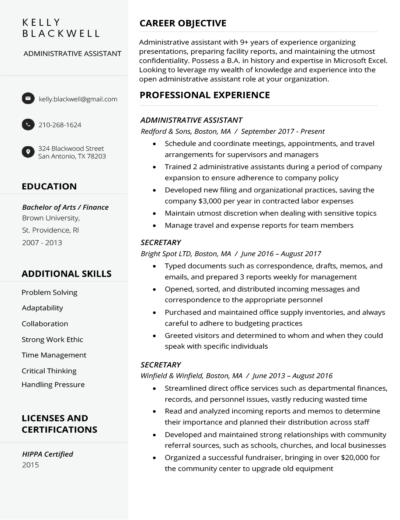 KELLY
BLACKWELL
ADMINISTRATIVE ASSISTANT
kelly.blackwell@gmail.com
210-268-1624
324 Blackwood Street
San Antonio, TX 78203
EDUCATION
Bachelor of Arts / Finance
Brown University,
St. Providence, RI
2007 - 2013
ADDITIONAL SKILLS
Problem Solving
Adaptability
Collaboration
Strong Work Ethic
Time Management
Critical Thinking
Handling Pressure
LICENSES AND
CERTIFICATIONS
HIPPA Certified
2015
CAREER OBJECTIVE
Administrative assistant with 9+ years of experience organizing
presentations, preparing facility reports, and maintaining the utmost
confidentiality. Possess a B.A. in history and expertise in Microsoft Excel.
Looking to leverage my wealth of knowledge and experience into the
open administrative assistant role at your organization.
PROFESSIONAL EXPERIENCE
ADMINISTRATIVE ASSISTANT
Redford & Sons, Boston, MA / September 2017 - Present
• Schedule and coordinate meetings, appointments, and travel
arrangements for supervisors and managers
• Trained 2 administrative assistants during a period of company
expansion to ensure adherence to company policy
• Developed new filing and organizational practices, saving the
company $3,000 per year in contracted labor expenses
• Maintain utmost discretion when dealing with sensitive topics
• Manage travel and expense reports for team members
SECRETARY
Bright Spot LTD, Boston, MA / June 2016 – August 2017
• Typed documents such as correspondence, drafts, memos, and
emails, and prepared 3 reports weekly for management
• Opened, sorted, and distributed incoming messages and
correspondence to the appropriate personnel
• Purchased and maintained office supply inventories, and always
careful to adhere to budgeting practices
• Greeted visitors and determined to whom and when they could
speak with specific individuals
SECRETARY
Winfield & Winfield, Boston, MA / June 2013 – August 2016
• Streamlined direct office services such as departmental finances,
records, and personnel issues, vastly reducing wasted time
• Read and analyzed incoming reports and memos to determine
their importance and planned their distribution across staff
• Developed and maintained strong relationships with community
referral sources, such as schools, churches, and local businesses
• Organized a successful fundraiser, bringing in over $20,000 for
the community center to upgrade old equipment